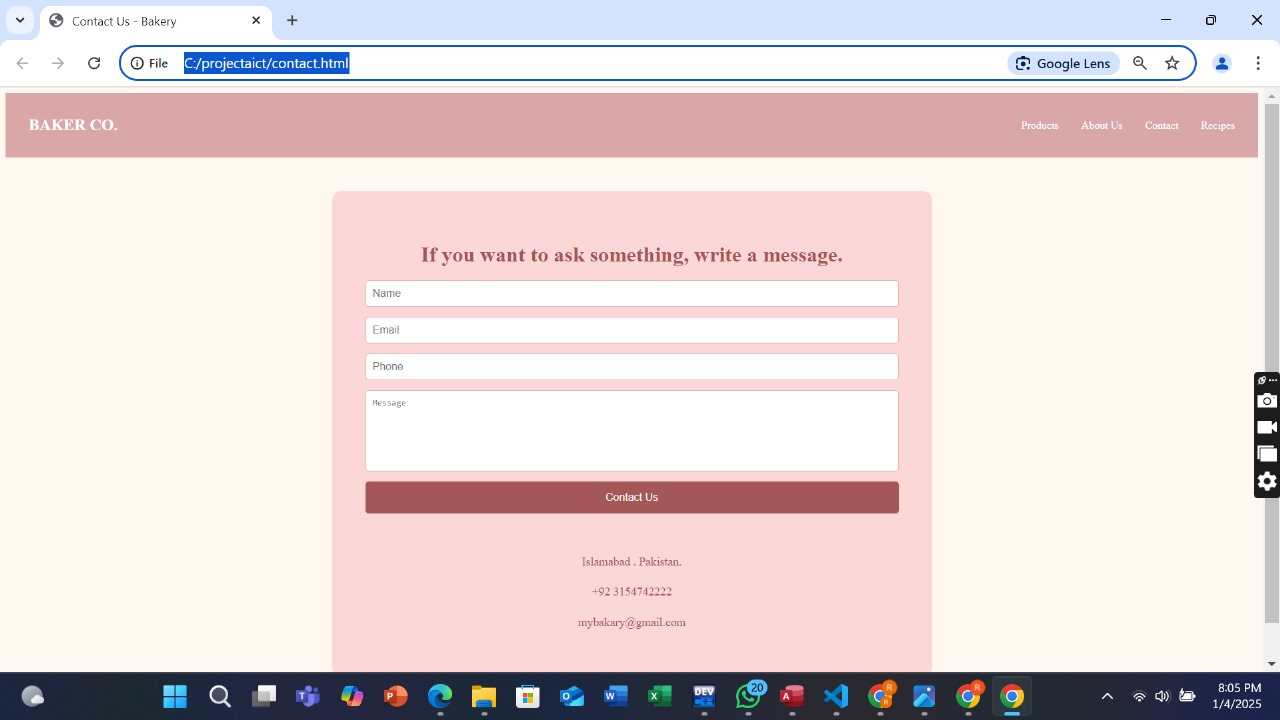 Contact Us - Bakery
File C:/projectaict/contact.html Google Lens
BAKER CO. Products About Us Contact Recipes
If you want to ask something, write a message.
Name
Email
Phone
Message
Contact Us
Islamabad . Pakistan.
+92 3154742222
mybakary@gmail.com
DEV 20 R R R
8:05 PM
1/4/2025